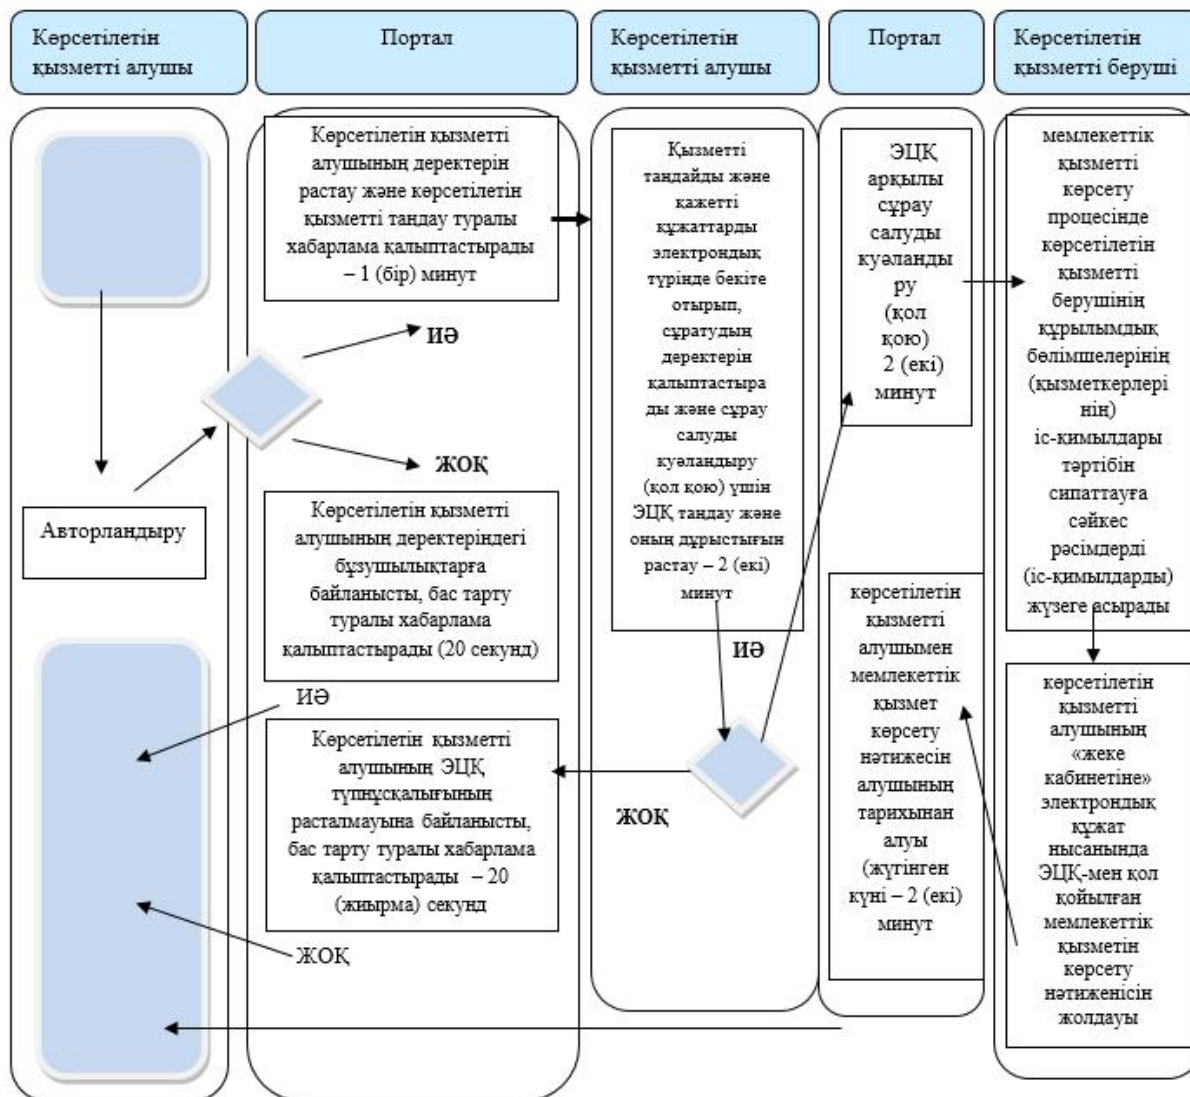 Көрсетілетін
қызметті алушы
Портал
Көрсетілетін
қызметті алушы
Портал
Көрсетілетін
қызметті беруші
Авторландыру
Көрсетілетін қызметті
алушының деректерін
растау және көрсетілетін
қызметті таңдау туралы
хабарлама қалыптастырады
– 1 (бір) минут
ИӘ
ЖОҚ
Көрсетілетін қызметті
алушының деректеріндегі
бұзушылықтарға
байланысты, бас тарту
туралы хабарлама
қалыптастырады (20 секунд)
ИӘ
Көрсетілетін қызметті
алушының ЭЦҚ
түпнұсқалығының
расталмауына байланысты,
бас тарту туралы хабарлама
қалыптастырады – 20
(жиырма) секунд
ЖОҚ
Қызметті
таңдайды және
қажетті
құжаттарды
электрондық
түрінде бекіте
отырып,
сұратудың
деректерін
қалыптастыра
ды және сұрау
салуды
куәландыру
(қол қою) үшін
ЭЦҚ таңдау және
оның дұрыстығын
растау – 2 (екі)
минут
ИӘ
ЖОҚ
ЭЦҚ
арқылы
сұрау
салуды
куәланды
ру
(қол
қою)
2 (екі)
минут
көрсетілетін
қызметті
алушымен
мемлекеттік
қызмет
көрсету
нәтижесін
алушының
тарихынан
алуы
(жүгінген
күні – 2 (екі)
минут
мемлекеттік
қызметті
көрсету
процесінде
көрсетілетін
қызметті
берушінің
құрылымдық
бөлімшелерінің
(қызметкерлері
нің)
іс-қимылдары
тәртібін
сипаттауға
сәйкес
рәсімдерді
(іс-қимылдарды)
жүзеге асырады
көрсетілетін
қызметті
алушының
«жеке
кабинетіне»
электрондық
құжат
нысанында
ЭЦҚ-мен қол
қойылған
мемлекеттік
қызметін
көрсету
нәтиженісін
жолдауы